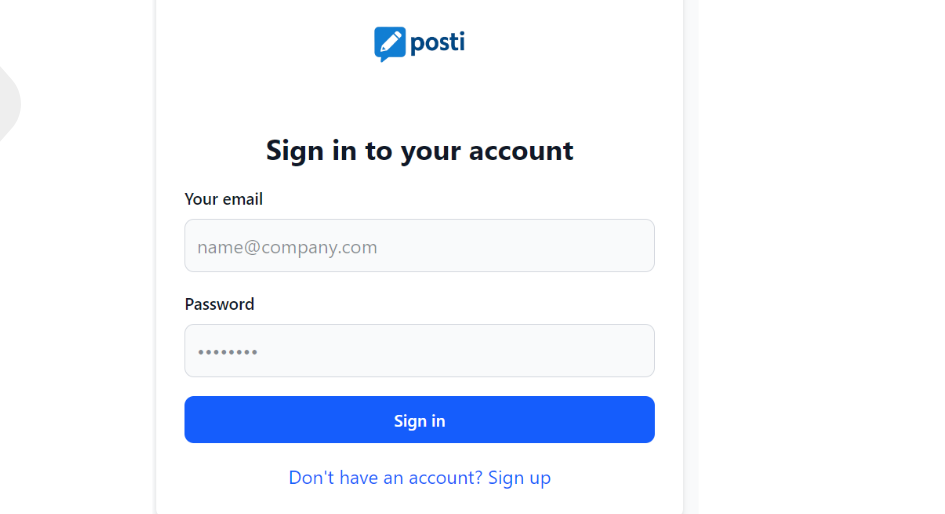 posti
Sign in to your account
Your email
name@company.com
Password
••••••••
Sign in
Don't have an account? Sign up